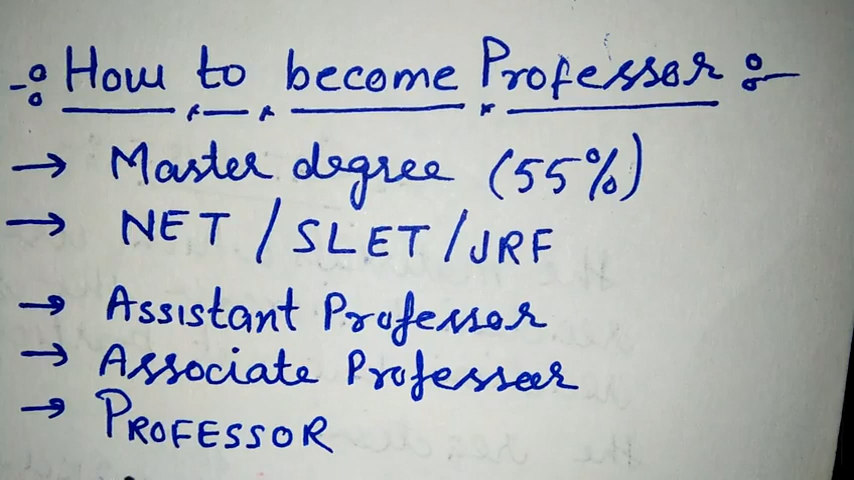 How to become Professor
→ Master degree (55%)
→ NET / SLET / JRF
→ Assistant Professor
→ Associate Professor
→ PROFESSOR